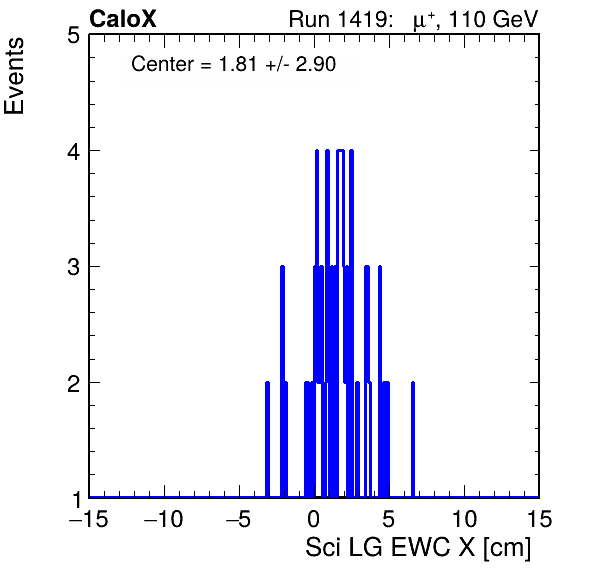 CaloX Run 1419: μ⁺, 110 GeV
Center = 1.81 +/- 2.90
Events
5
4
3
2
1
−15 −10 −5 0 5 10 15
Sci LG EWC X [cm]